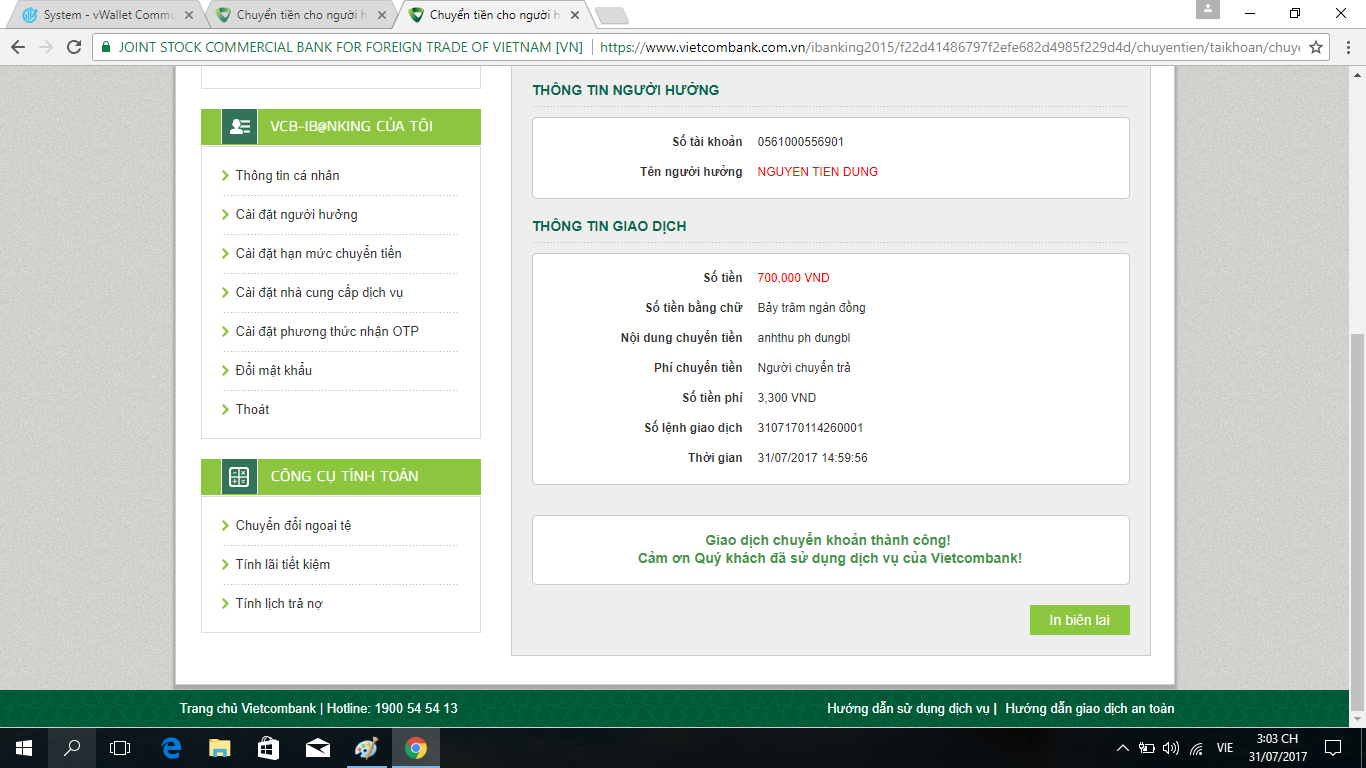 System - vWallet Commu
Chuyển tiền cho người h
Chuyển tiền cho người h
JOINT STOCK COMMERCIAL BANK FOR FOREIGN TRADE OF VIETNAM [VN]
https://www.vietcombank.com.vn/ibanking2015/f22d41486797f2efe682d4985f229d4d/chuyentien/taikhoan/chuye
VCB-IB@NKING CỦA TÔI
Thông tin cá nhân
Cài đặt người hưởng
Cài đặt hạn mức chuyển tiền
Cài đặt nhà cung cấp dịch vụ
Cài đặt phương thức nhận OTP
Đổi mật khẩu
Thoát
CÔNG CỤ TÍNH TOÁN
Chuyển đổi ngoại tệ
Tính lãi tiết kiệm
Tính lịch trả nợ
THÔNG TIN NGƯỜI HƯỞNG
Số tài khoản 0561000556901
Tên người hưởng NGUYEN TIEN DUNG
THÔNG TIN GIAO DỊCH
Số tiền 700,000 VND
Số tiền bằng chữ Bảy trăm ngàn đồng
Nội dung chuyển tiền anhthu ph dungbl
Phí chuyển tiền Người chuyển trả
Số tiền phí 3,300 VND
Số lệnh giao dịch 3107170114260001
Thời gian 31/07/2017 14:59:56
Giao dịch chuyển khoản thành công!
Cảm ơn Quý khách đã sử dụng dịch vụ của Vietcombank!
In biên lai
Trang chủ Vietcombank | Hotline: 1900 54 54 13
Hướng dẫn sử dụng dịch vụ | Hướng dẫn giao dịch an toàn
VIE
3:03 CH
31/07/2017